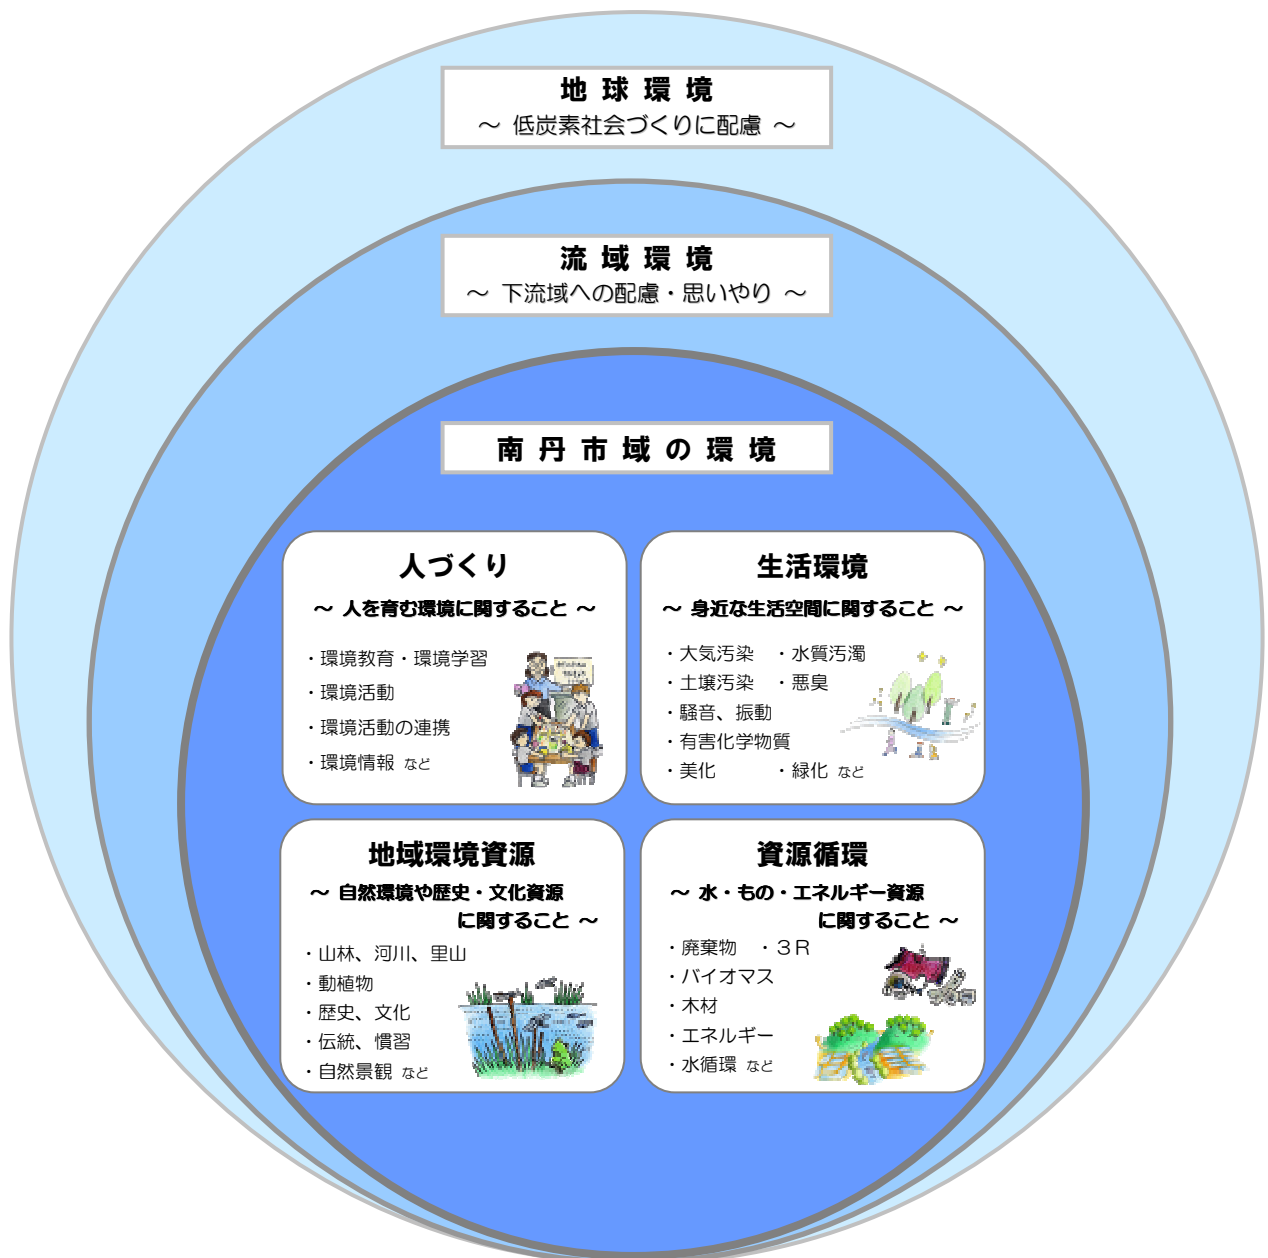 地球環境
～ 低炭素社会づくりに配慮 ～
流域環境
～ 下流域への配慮・思いやり ～
南丹市域の環境
人づくり
～ 人を育む環境に関すること ～
・環境教育・環境学習
・環境活動
・環境活動の連携
・環境情報 など
生活環境
～ 身近な生活空間に関すること ～
・大気汚染 ・水質汚濁
・土壌汚染 ・悪臭
・騒音、振動
・有害化学物質
・美化 ・緑化 など
地域環境資源
～ 自然環境や歴史・文化資源
に関すること ～
・山林、河川、里山
・動植物
・歴史、文化
・伝統、慣習
・自然景観 など
資源循環
～ 水・もの・エネルギー資源
に関すること ～
・廃棄物 ・３Ｒ
・バイオマス
・木材
・エネルギー
・水循環 など